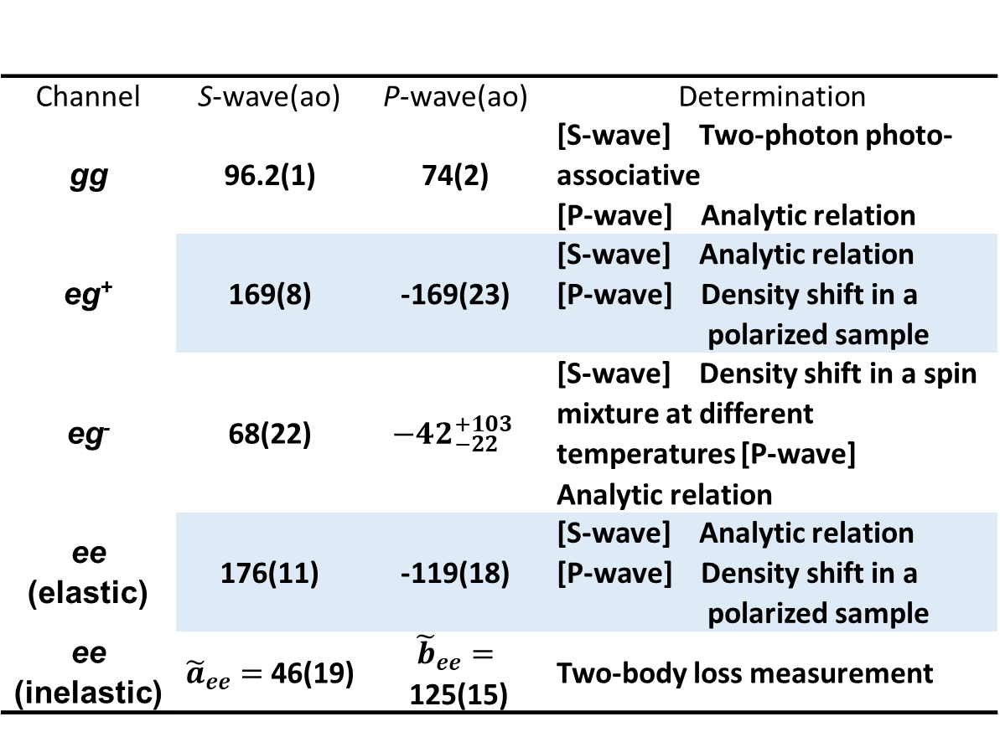 Channel S-wave(ao) P-wave(ao) Determination
gg 96.2(1) 74(2) [S-wave] Two-photon photo-
associative
[P-wave] Analytic relation
eg+ 169(8) -169(23) [S-wave] Analytic relation
[P-wave] Density shift in a
polarized sample
eg- 68(22) −42 +103 −22 [S-wave] Density shift in a spin
mixture at different
temperatures [P-wave]
Analytic relation
ee
(elastic) 176(11) -119(18) [S-wave] Analytic relation
[P-wave] Density shift in a
polarized sample
ee
(inelastic) ãee = 46(19) b̃ee =
125(15) Two-body loss measurement